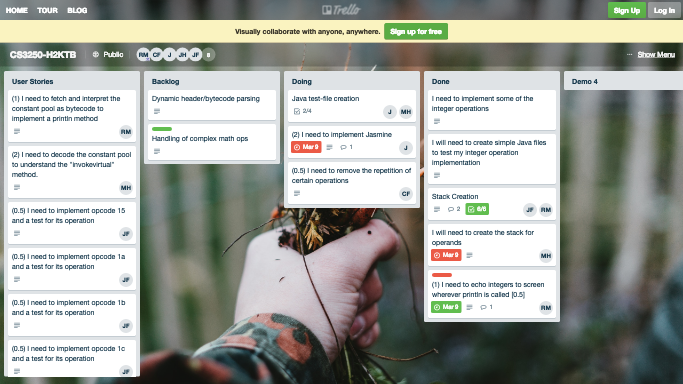 HOME TOUR BLOG
Trello
Sign Up Log In
Visually collaborate with anyone, anywhere. Sign up for free
CS3250-H2KTB Public RM CF J JH JF 8 ··· Show Menu
User Stories
(1) I need to fetch and interpret the
constant pool as bytecode to
implement a println method
RM
(2) I need to decode the constant pool
to understand the "invokevirtual"
method.
MH
(0.5) I need to implement opcode 15
and a test for its operation
JF
(0.5) I need to implement opcode 1a
and a test for its operation
JF
(0.5) I need to implement opcode 1b
and a test for its operation
JF
(0.5) I need to implement opcode 1c
and a test for its operation
JF
Backlog
Dynamic header/bytecode parsing
Handling of complex math ops
Doing
Java test-file creation
2/4 J MH
(2) I need to implement Jasmine
Mar 9 1 J
(0.5) I need to remove the repetition of
certain operations
CF
Done
I need to implement some of the
integer operations
I will need to create simple Java files
to test my integer operation
implementation
Stack Creation
2 6/6 JF RM
I will need to create the stack for
operands
Mar 9 MH
(1) I need to echo integers to screen
wherever println is called [0.5]
Mar 9 1 RM
Demo 4